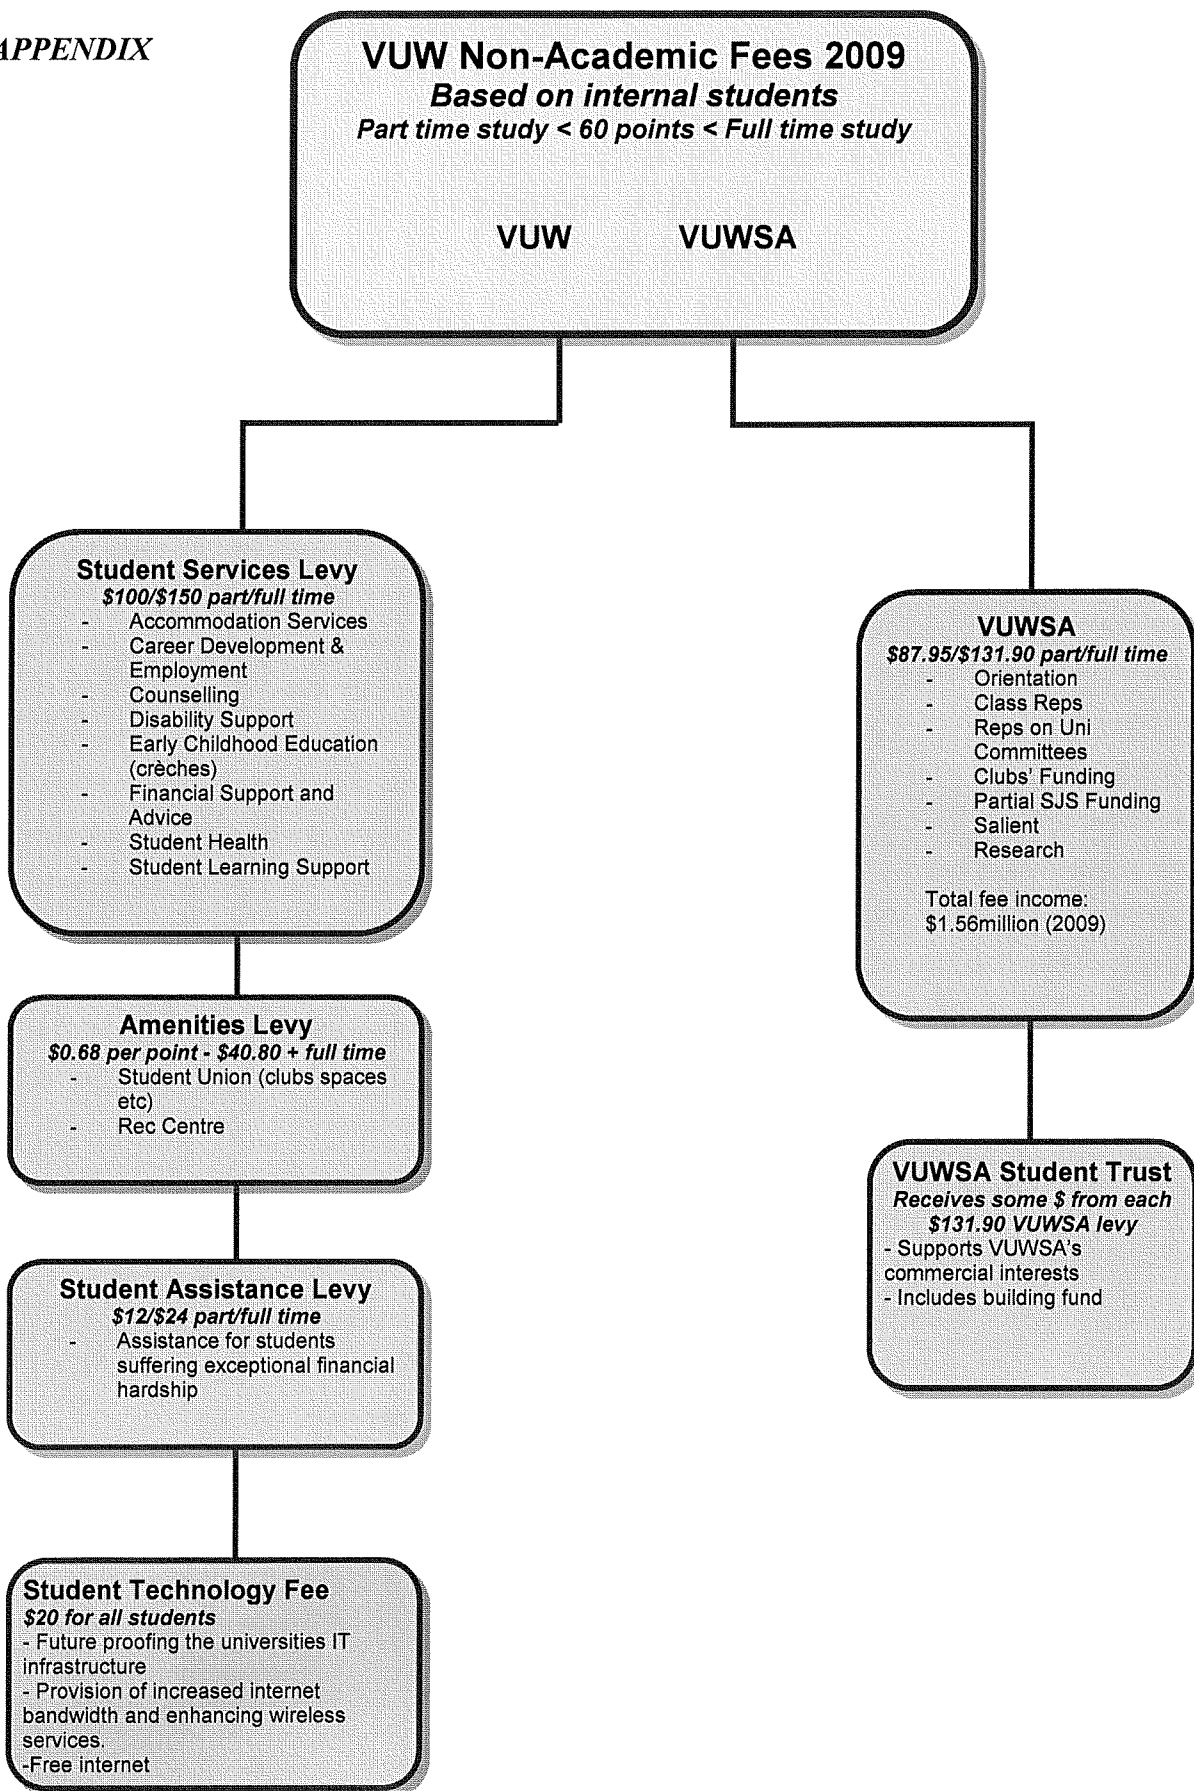 APPENDIX
VUW Non-Academic Fees 2009
Based on internal students
Part time study < 60 points < Full time study
VUW VUWSA
Student Services Levy
$100/$150 part/full time
- Accommodation Services
- Career Development &
Employment
- Counselling
- Disability Support
- Early Childhood Education
(crèches)
- Financial Support and
Advice
- Student Health
- Student Learning Support
Amenities Levy
$0.68 per point - $40.80 + full time
- Student Union (clubs spaces
etc)
- Rec Centre
Student Assistance Levy
$12/$24 part/full time
- Assistance for students
suffering exceptional financial
hardship
Student Technology Fee
$20 for all students
- Future proofing the universities IT
infrastructure
- Provision of increased internet
bandwidth and enhancing wireless
services.
-Free internet
VUWSA
$87.95/$131.90 part/full time
- Orientation
- Class Reps
- Reps on Uni
Committees
- Clubs' Funding
- Partial SJS Funding
- Salient
- Research
Total fee income:
$1.56million (2009)
VUWSA Student Trust
Receives some $ from each
$131.90 VUWSA levy
- Supports VUWSA's
commercial interests
- Includes building fund